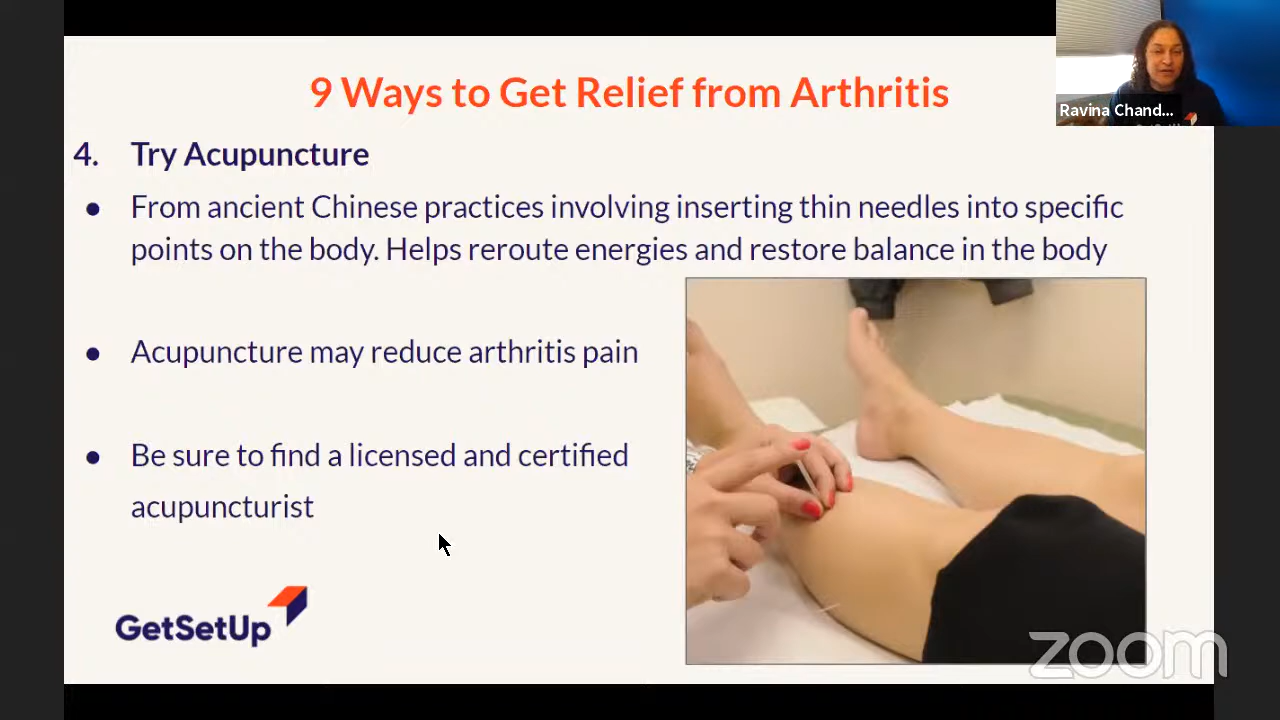 9 Ways to Get Relief from Arthritis
Ravina Chand...
4. Try Acupuncture
● From ancient Chinese practices involving inserting thin needles into specific
points on the body. Helps reroute energies and restore balance in the body
● Acupuncture may reduce arthritis pain
● Be sure to find a licensed and certified
acupuncturist
GetSetUp
zoom